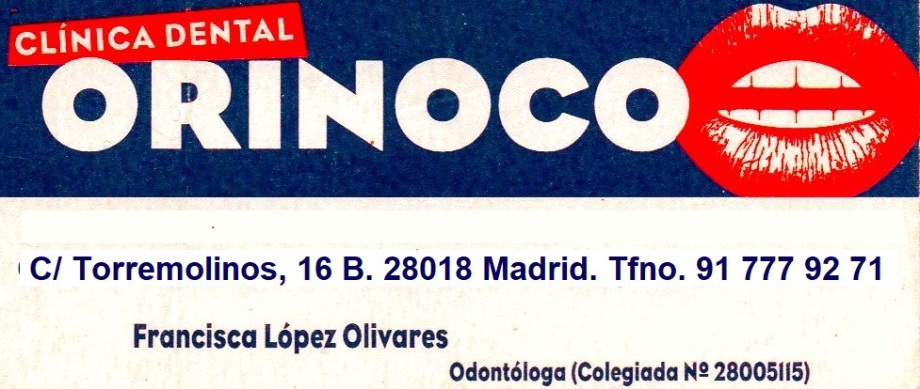 CLÍNICA DENTAL
ORINOCO
C/ Torremolinos, 16 B. 28018 Madrid. Tfno. 91 777 92 71
Francisca López Olivares
Odontóloga (Colegiada Nº 28005115)